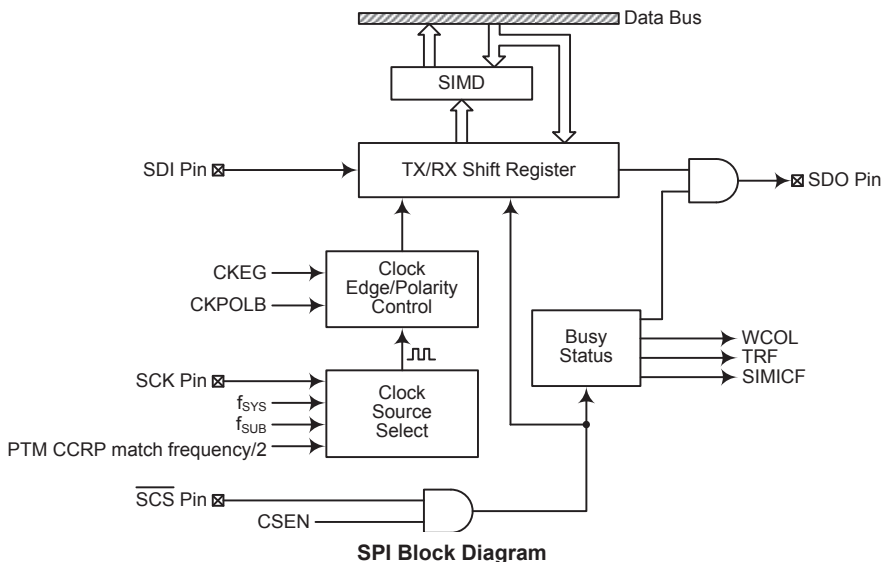 Data Bus
SIMD
SDI Pin
TX/RX Shift Register
SDO Pin
CKEG
CKPOLB
Clock
Edge/Polarity
Control
Busy
Status
WCOL
TRF
SIMICF
SCK Pin
fSYS
fSUB
PTM CCRP match frequency/2
Clock
Source
Select
SCS Pin
CSEN
SPI Block Diagram